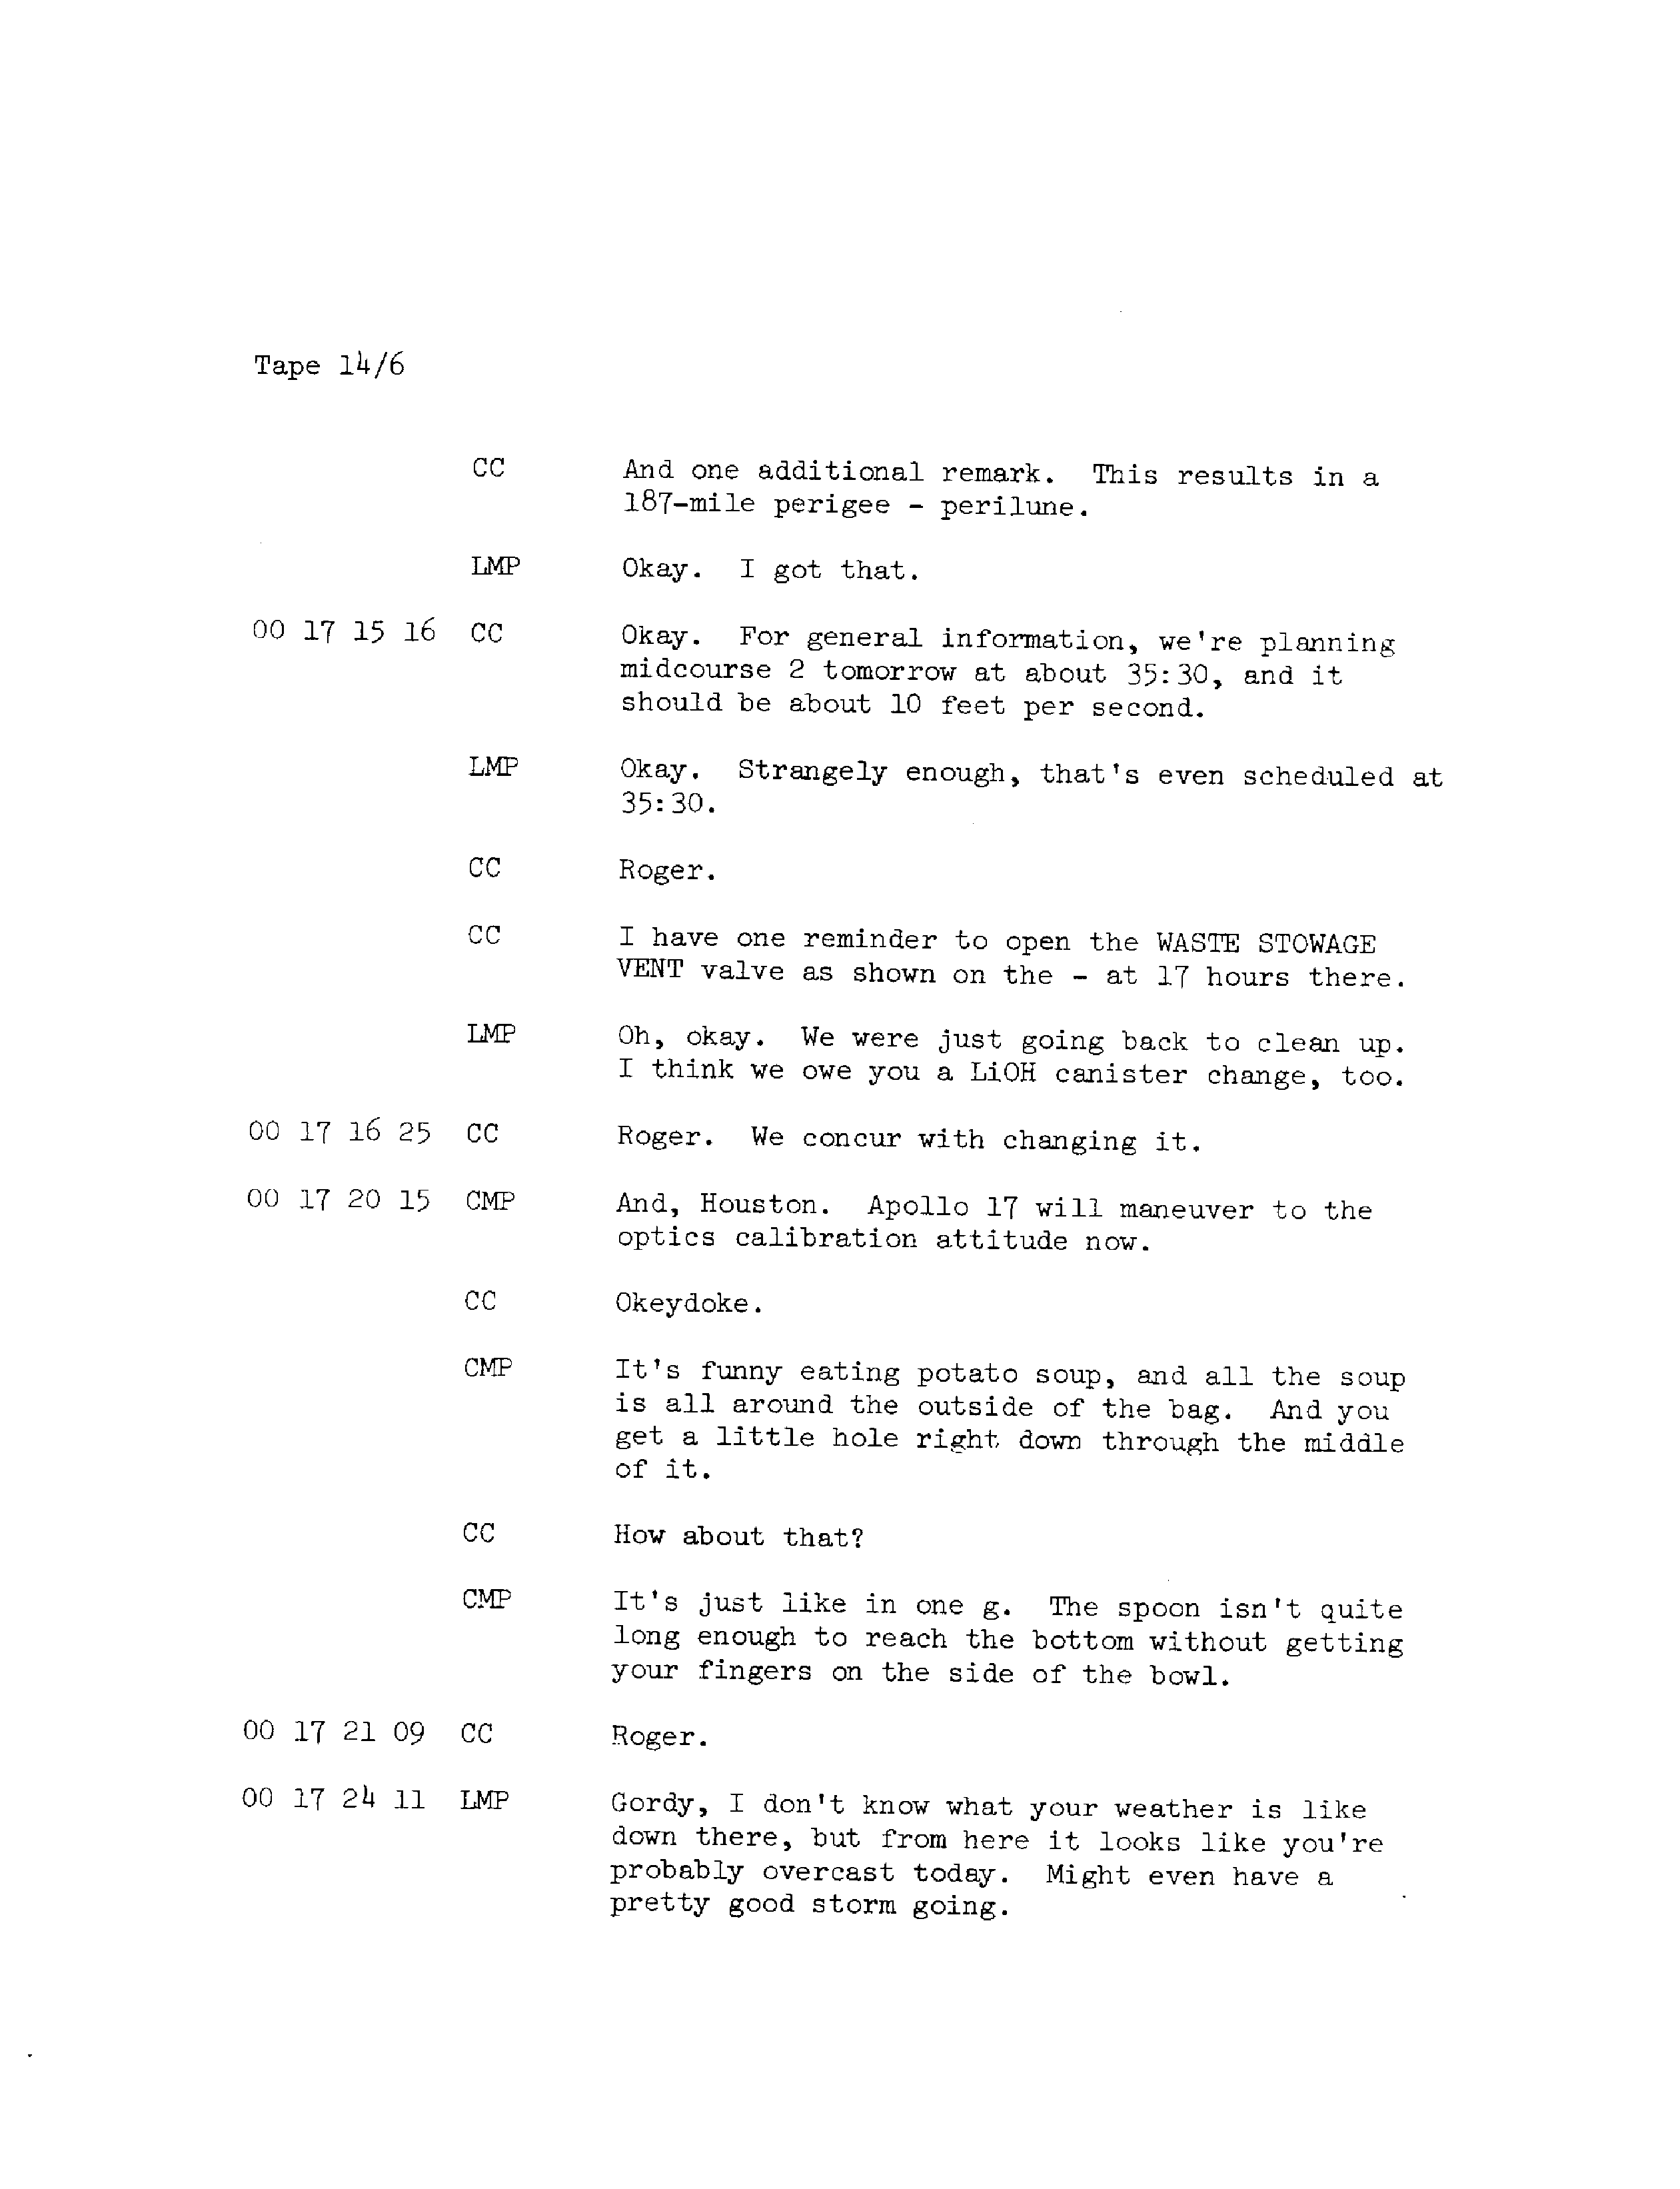 Tape 14/6
CC And one additional remark. This results in a
187-mile perigee - perilune.
LMP Okay. I got that.
00 17 15 16 CC Okay. For general information, we're planning
midcourse 2 tomorrow at about 35:30, and it
should be about 10 feet per second.
LMP Okay. Strangely enough, that's even scheduled at
35:30.
CC Roger.
CC I have one reminder to open the WASTE STOWAGE
VENT valve as shown on the - at 17 hours there.
LMP Oh, okay. We were just going back to clean up.
I think we owe you a LiOH canister change, too.
00 17 16 25 CC Roger. We concur with changing it.
00 17 20 15 CMP And, Houston. Apollo 17 will maneuver to the
optics calibration attitude now.
CC Okeydoke.
CMP It's funny eating potato soup, and all the soup
is all around the outside of the bag. And you
get a little hole right down through the middle
of it.
CC How about that?
CMP It's just like in one g. The spoon isn't quite
long enough to reach the bottom without getting
your fingers on the side of the bowl.
00 17 21 09 CC Roger.
00 17 24 11 LMP Gordy, I don't know what your weather is like
down there, but from here it looks like you're
probably overcast today. Might even have a
pretty good storm going.